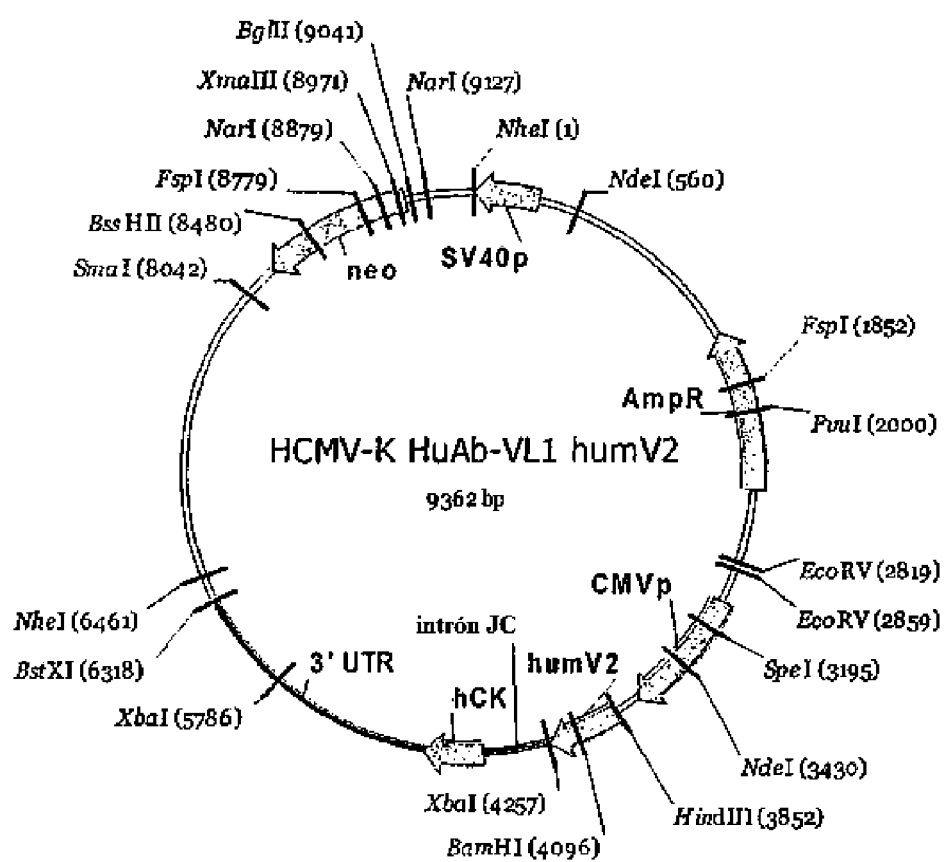 BglII (9041)
XmaIII (8971)
NarI (9127)
NarI (8879)
NheI (1)
FspI (8779)
NdeI (560)
BssHII (8480)
SmaI (8042)
neo
SV40p
FspI (1852)
AmpR
PvuI (2000)
HCMV-K HuAb-VL1 humV2
9362 bp
EcoRV (2819)
CMVp
EcoRV (2859)
NheI (6461)
intrón JC
BstXI (6318)
3' UTR
humV2
SpeI (3195)
hCK
XbaI (5786)
NdeI (3430)
XbaI (4257)
HindIII (3852)
BamHI (4096)